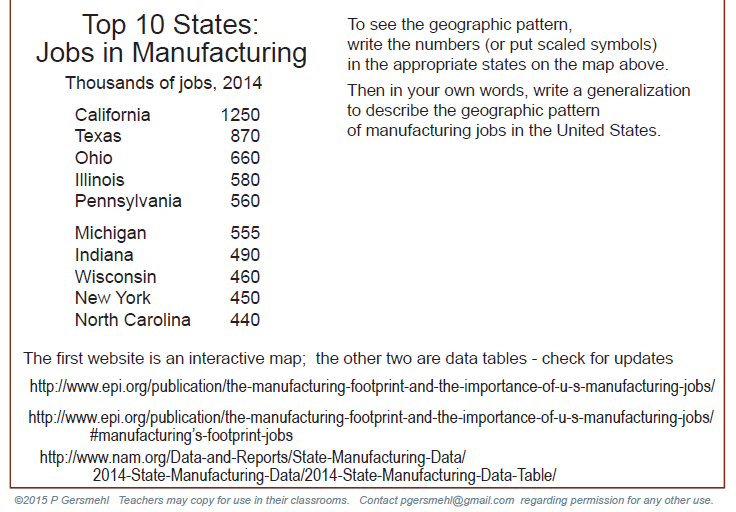 Top 10 States:
Jobs in Manufacturing
Thousands of jobs, 2014
California 1250
Texas 870
Ohio 660
Illinois 580
Pennsylvania 560
Michigan 555
Indiana 490
Wisconsin 460
New York 450
North Carolina 440
To see the geographic pattern,
write the numbers (or put scaled symbols)
in the appropriate states on the map above.
Then in your own words, write a generalization
to describe the geographic pattern
of manufacturing jobs in the United States.
The first website is an interactive map; the other two are data tables - check for updates
http://www.epi.org/publication/the-manufacturing-footprint-and-the-importance-of-u-s-manufacturing-jobs/
http://www.epi.org/publication/the-manufacturing-footprint-and-the-importance-of-u-s-manufacturing-jobs/
#manufacturing's-footprint-jobs
http://www.nam.org/Data-and-Reports/State-Manufacturing-Data/
2014-State-Manufacturing-Data/2014-State-Manufacturing-Data-Table/
©2015 P Gersmehl Teachers may copy for use in their classrooms. Contact pgersmehl@gmail.com regarding permission for any other use.